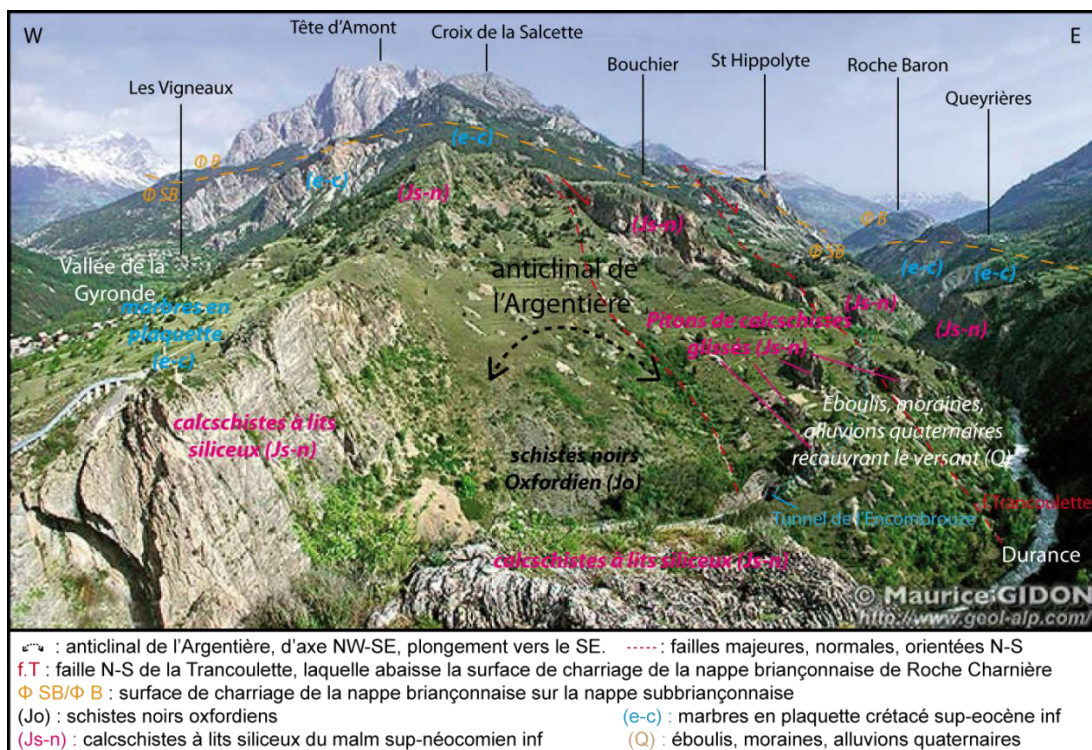 W
Tête d'Amont
Croix de la Salcette
E
Les Vigneaux
Bouchier
St Hippolyte
Roche Baron
Queyrières
Φ B
Φ SB
(e-c)
(e-c)
(Js-n)
(Js-n)
Φ B
Φ SB
(e-c)
(e-c)
Vallée de la
Gyronde
marbres en
plaquette
(e-c)
anticlinal de
l'Argentière
(Js-n)
(Js-n)
Pitons de calcschistes
glissés (Js-n)
calcschistes à lits
siliceux (Js-n)
Éboulis, moraines,
alluvions quaternaires
recouvrant le versant (Q)
schistes noirs
Oxfordien (Jo)
f.Trancoulette
Tunnel de l'Encombrouze
Durance
calcschistes à lits siliceux (Js-n)
© Maurice GIDON
http://www.geol-alp.com
: anticlinal de l'Argentière, d'axe NW-SE, plongement vers le SE. : failles majeures, normales, orientées N-S
f.T : faille N-S de la Trancoulette, laquelle abaisse la surface de charriage de la nappe briançonnaise de Roche Charnière
Φ SB/Φ B : surface de charriage de la nappe briançonnaise sur la nappe subbriançonnaise
(Jo) : schistes noirs oxfordiens (e-c) : marbres en plaquette crétacé sup-eocène inf
(Js-n) : calcschistes à lits siliceux du malm sup-néocomien inf (Q) : éboulis, moraines, alluvions quaternaires